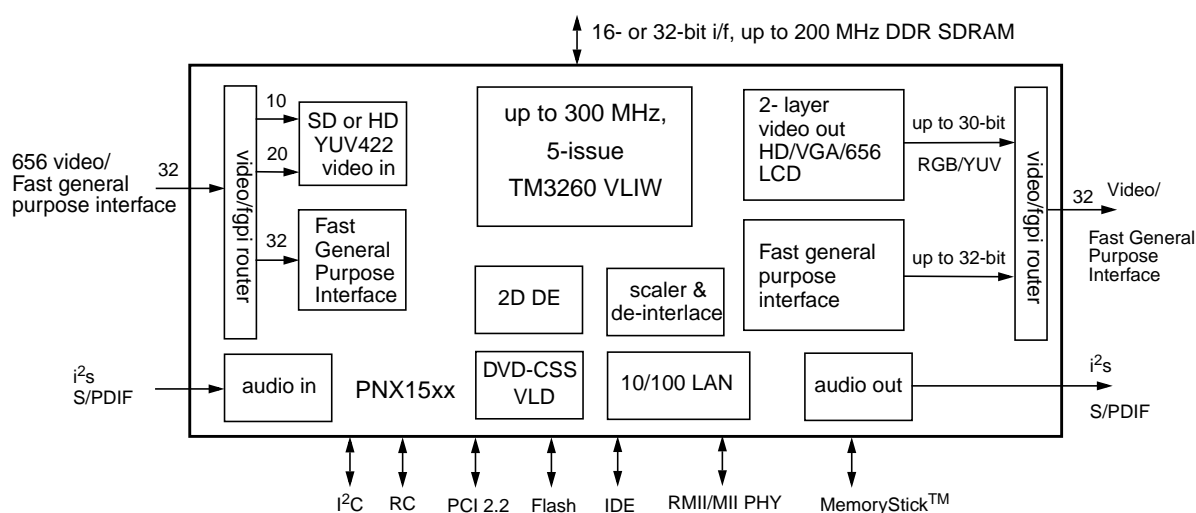 16- or 32-bit i/f, up to 200 MHz DDR SDRAM
656 video/
Fast general
purpose interface
32
video/fgpi router
10
20
32
SD or HD
YUV422
video in
Fast
General
Purpose
Interface
up to 300 MHz,
5-issue
TM3260 VLIW
2- layer
video out
HD/VGA/656
LCD
up to 30-bit
RGB/YUV
Fast general
purpose
interface
up to 32-bit
video/fgpi router
32
Video/
Fast General
Purpose
Interface
2D DE
scaler &
de-interlace
i²s
S/PDIF
audio in
PNX15xx
DVD-CSS
VLD
10/100 LAN
audio out
i²s
S/PDIF
I²C
RC
PCI 2.2
Flash
IDE
RMII/MII PHY
MemoryStick™